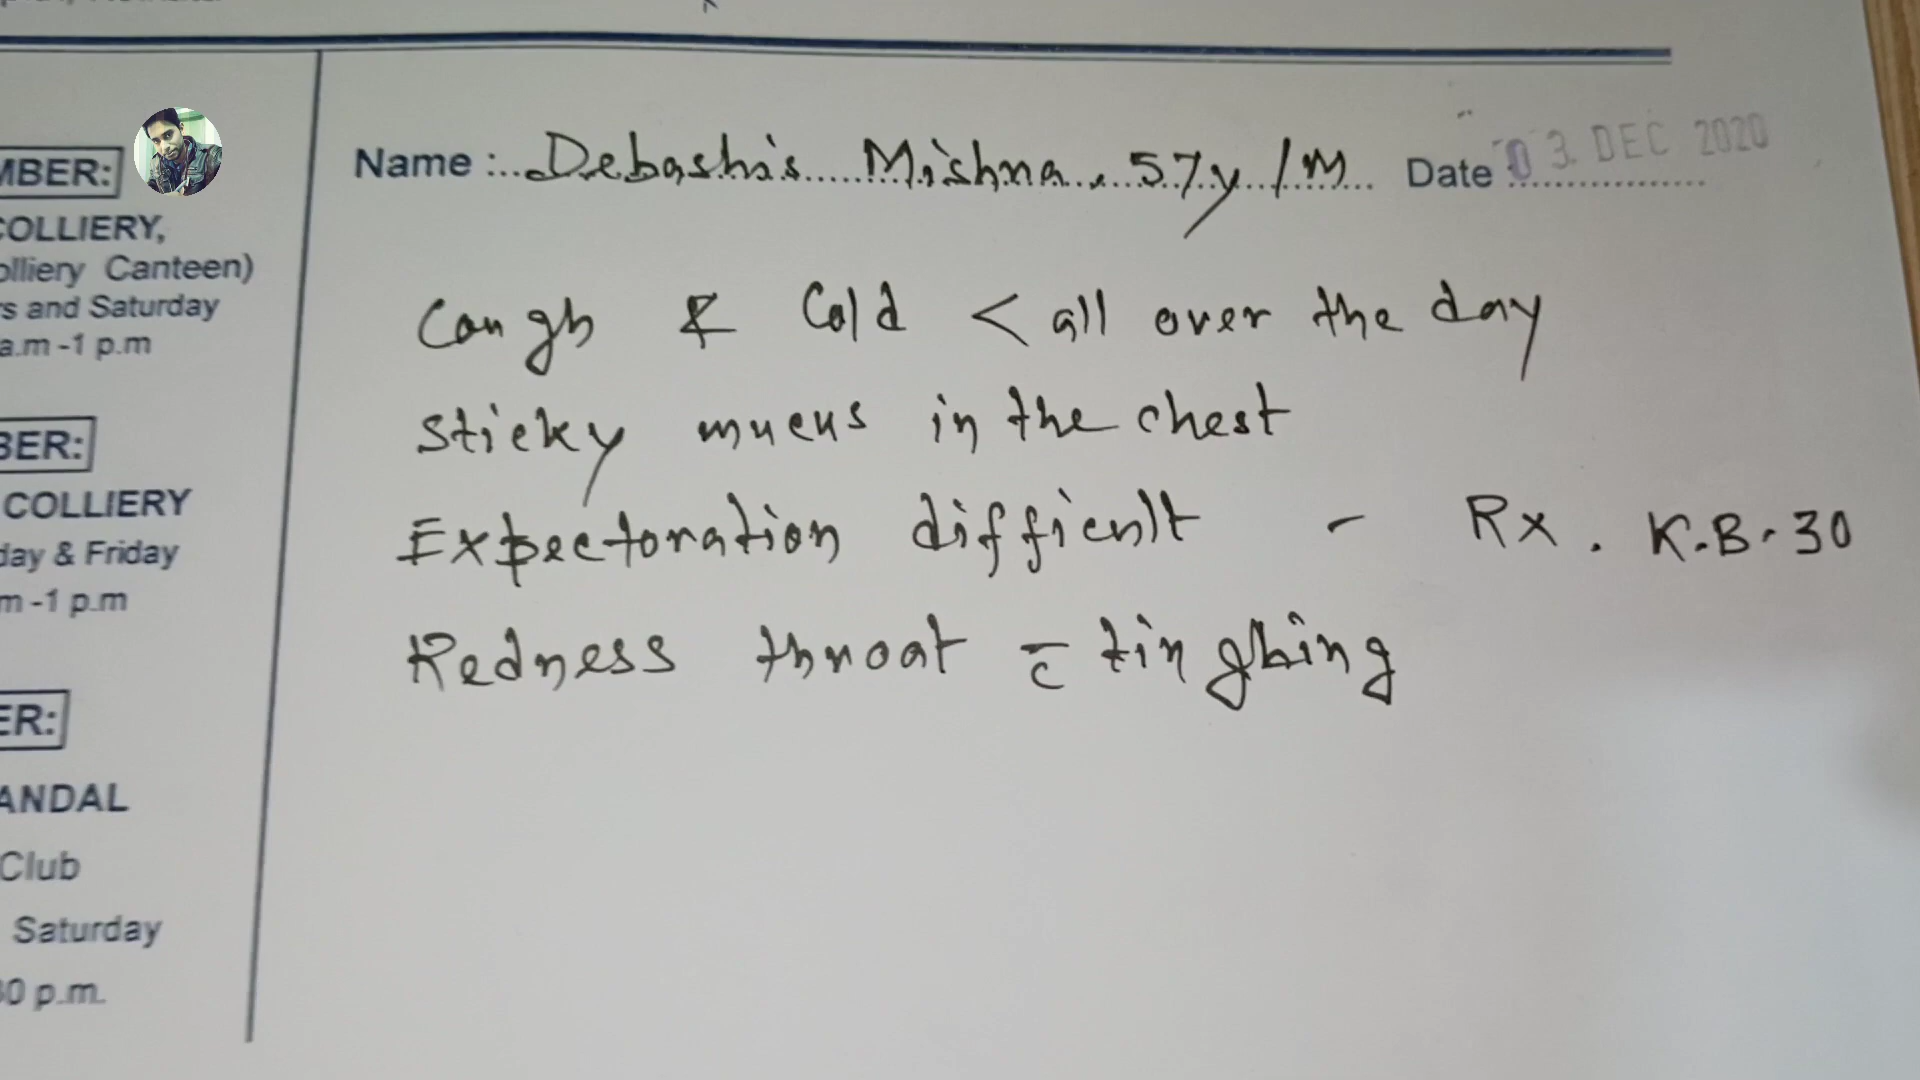 MBER:
COLLIERY,
olliery Canteen)
s and Saturday
a.m -1 p.m
BER:
COLLIERY
day & Friday
m -1 p.m
ER:
ANDAL
Club
Saturday
30 p.m.
Name : Debashis Mishra, 57y / M Date 03 DEC 2020
Cough & Cold < all over the day
sticky mucus in the chest
Expectoration difficult - Rx. K.B.30
Redness throat c̄ tinghing